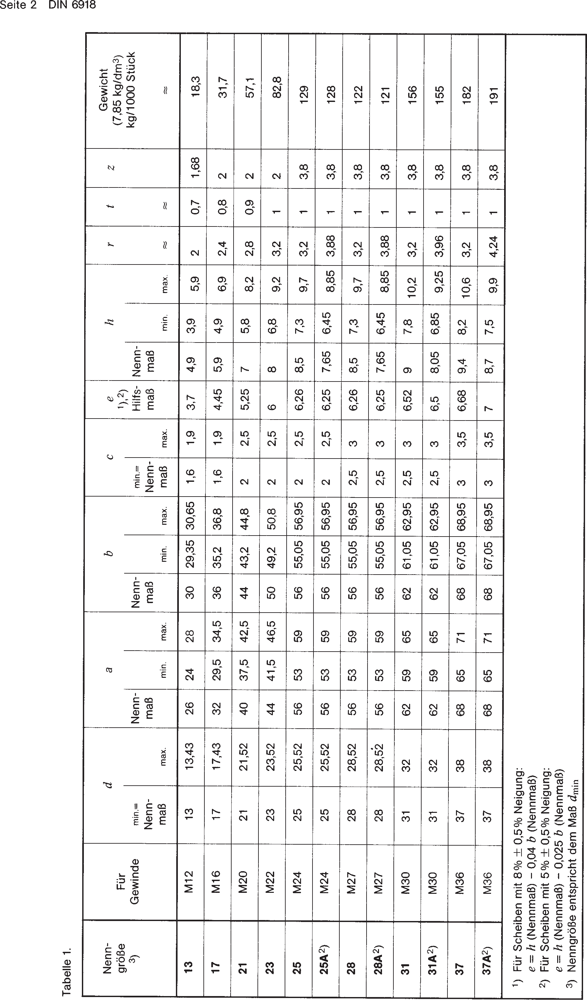 Seite 2 DIN 6918
Tabelle 1.
Nenn-größe 3) | Für Gewinde | d | a | b | c | e 1),2) Hilfs-maß | h | r ≈ | t ≈ | z | Gewicht (7,85 kg/dm³) kg/1000 Stück ≈
min.= Nenn-maß | max. | Nenn-maß | min. | max. | Nenn-maß | min. | max. | min.= Nenn-maß | max. | Nenn-maß | min. | max.
13 M12 13 13,43 26 24 28 30 29,35 30,65 1,6 1,9 3,7 4,9 3,9 5,9 2 0,7 1,68 18,3
17 M16 17 17,43 32 29,5 34,5 36 35,2 36,8 1,6 1,9 4,45 5,9 4,9 6,9 2,4 0,8 2 31,7
21 M20 21 21,52 40 37,5 42,5 44 43,2 44,8 2 2,5 5,25 7 5,8 8,2 2,8 0,9 2 57,1
23 M22 23 23,52 44 41,5 46,5 50 49,2 50,8 2 2,5 6 8 6,8 9,2 3,2 1 2 82,8
25 M24 25 25,52 56 53 59 56 55,05 56,95 2 2,5 6,26 8,5 7,3 9,7 3,2 1 3,8 129
25A2) M24 25 25,52 56 53 59 56 55,05 56,95 2 2,5 6,25 7,65 6,45 8,85 3,88 1 3,8 128
28 M27 28 28,52 56 53 59 56 55,05 56,95 2,5 3 6,26 8,5 7,3 9,7 3,2 1 3,8 122
28A2) M27 28 28,52 56 53 59 56 55,05 56,95 2,5 3 6,25 7,65 6,45 8,85 3,88 1 3,8 121
31 M30 31 32 62 59 65 62 61,05 62,95 2,5 3 6,52 9 7,8 10,2 3,2 1 3,8 156
31A2) M30 31 32 62 59 65 62 61,05 62,95 2,5 3 6,5 8,05 6,85 9,25 3,96 1 3,8 155
37 M36 37 38 68 65 71 68 67,05 68,95 3 3,5 6,68 9,4 8,2 10,6 3,2 1 3,8 182
37A2) M36 37 38 68 65 71 68 67,05 68,95 3 3,5 7 8,7 7,5 9,9 4,24 1 3,8 191
1) Für Scheiben mit 8% ± 0,5% Neigung:
e = h (Nennmaß) – 0,04 b (Nennmaß)
2) Für Scheiben mit 5% ± 0,5% Neigung:
e = h (Nennmaß) – 0,025 b (Nennmaß)
3) Nenngröße entspricht dem Maß dmin